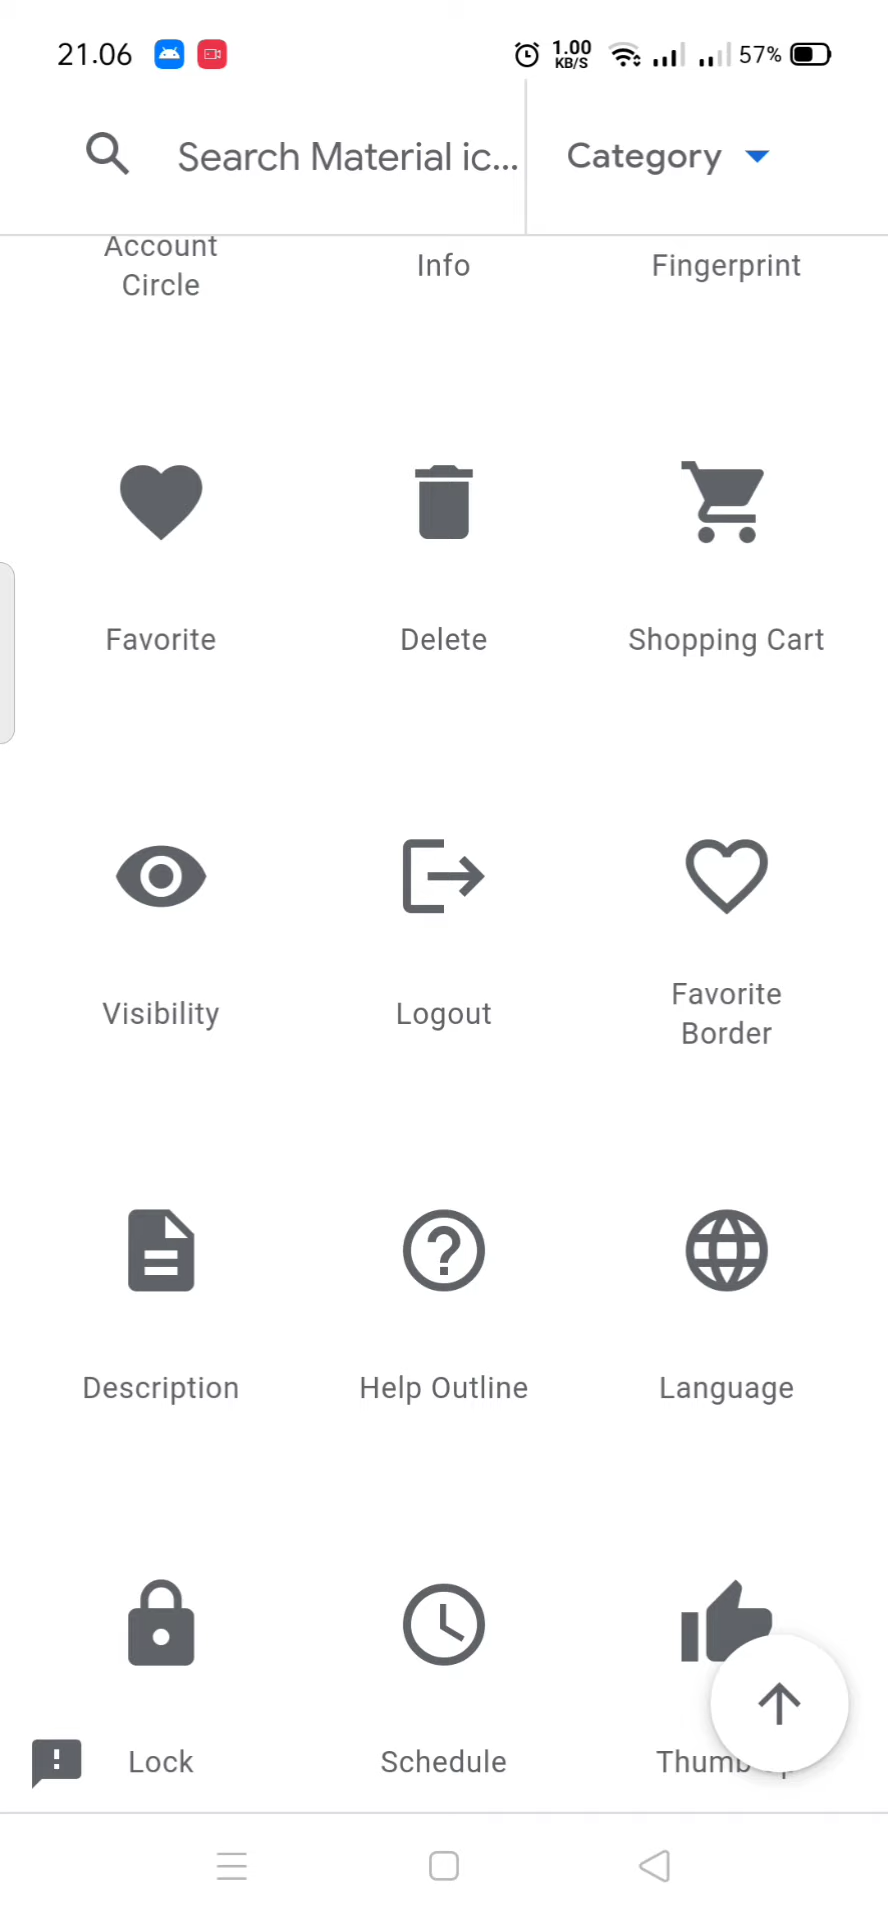 21.06 1.00 KB/S 57%
Search Material ic... Category
Account Circle Info Fingerprint
Favorite Delete Shopping Cart
Visibility Logout Favorite Border
Description Help Outline Language
Lock Schedule